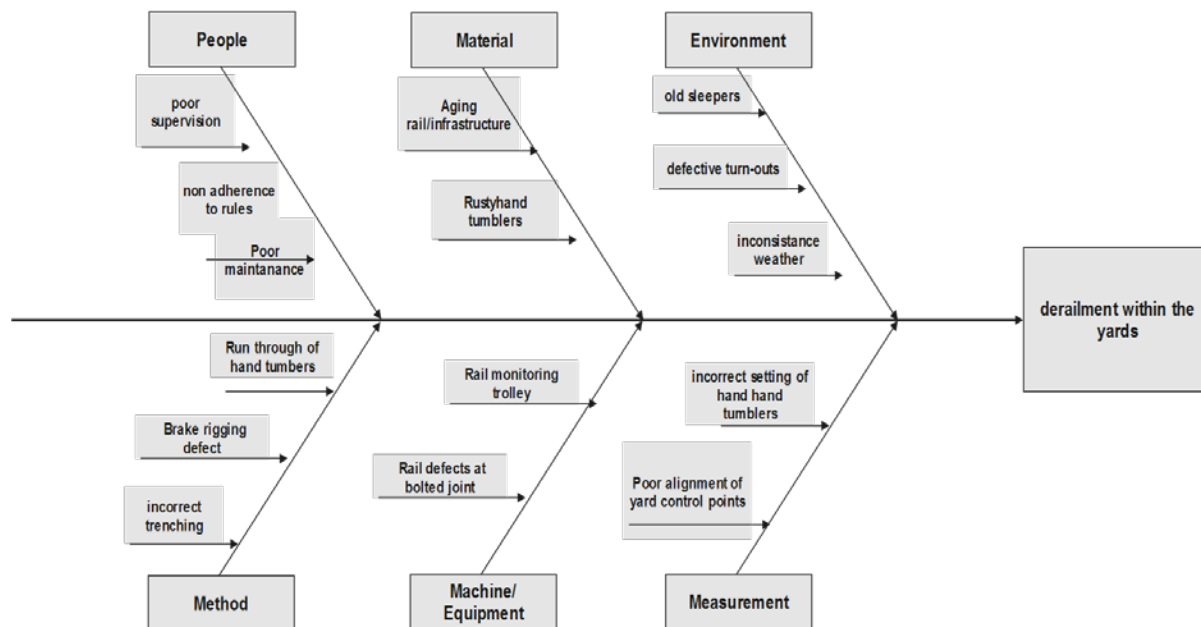 People
Material
Environment
poor
supervision
non adherence
to rules
Poor
maintanance
Aging
rail/infrastructure
Rustyhand
tumblers
old sleepers
defective turn-outs
inconsistance
weather
derailment within the
yards
Run through of
hand tumbers
Brake rigging
defect
incorrect
trenching
Rail monitoring
trolley
Rail defects at
bolted joint
incorrect setting of
hand hand
tumblers
Poor alignment of
yard control points
Method
Machine/
Equipment
Measurement